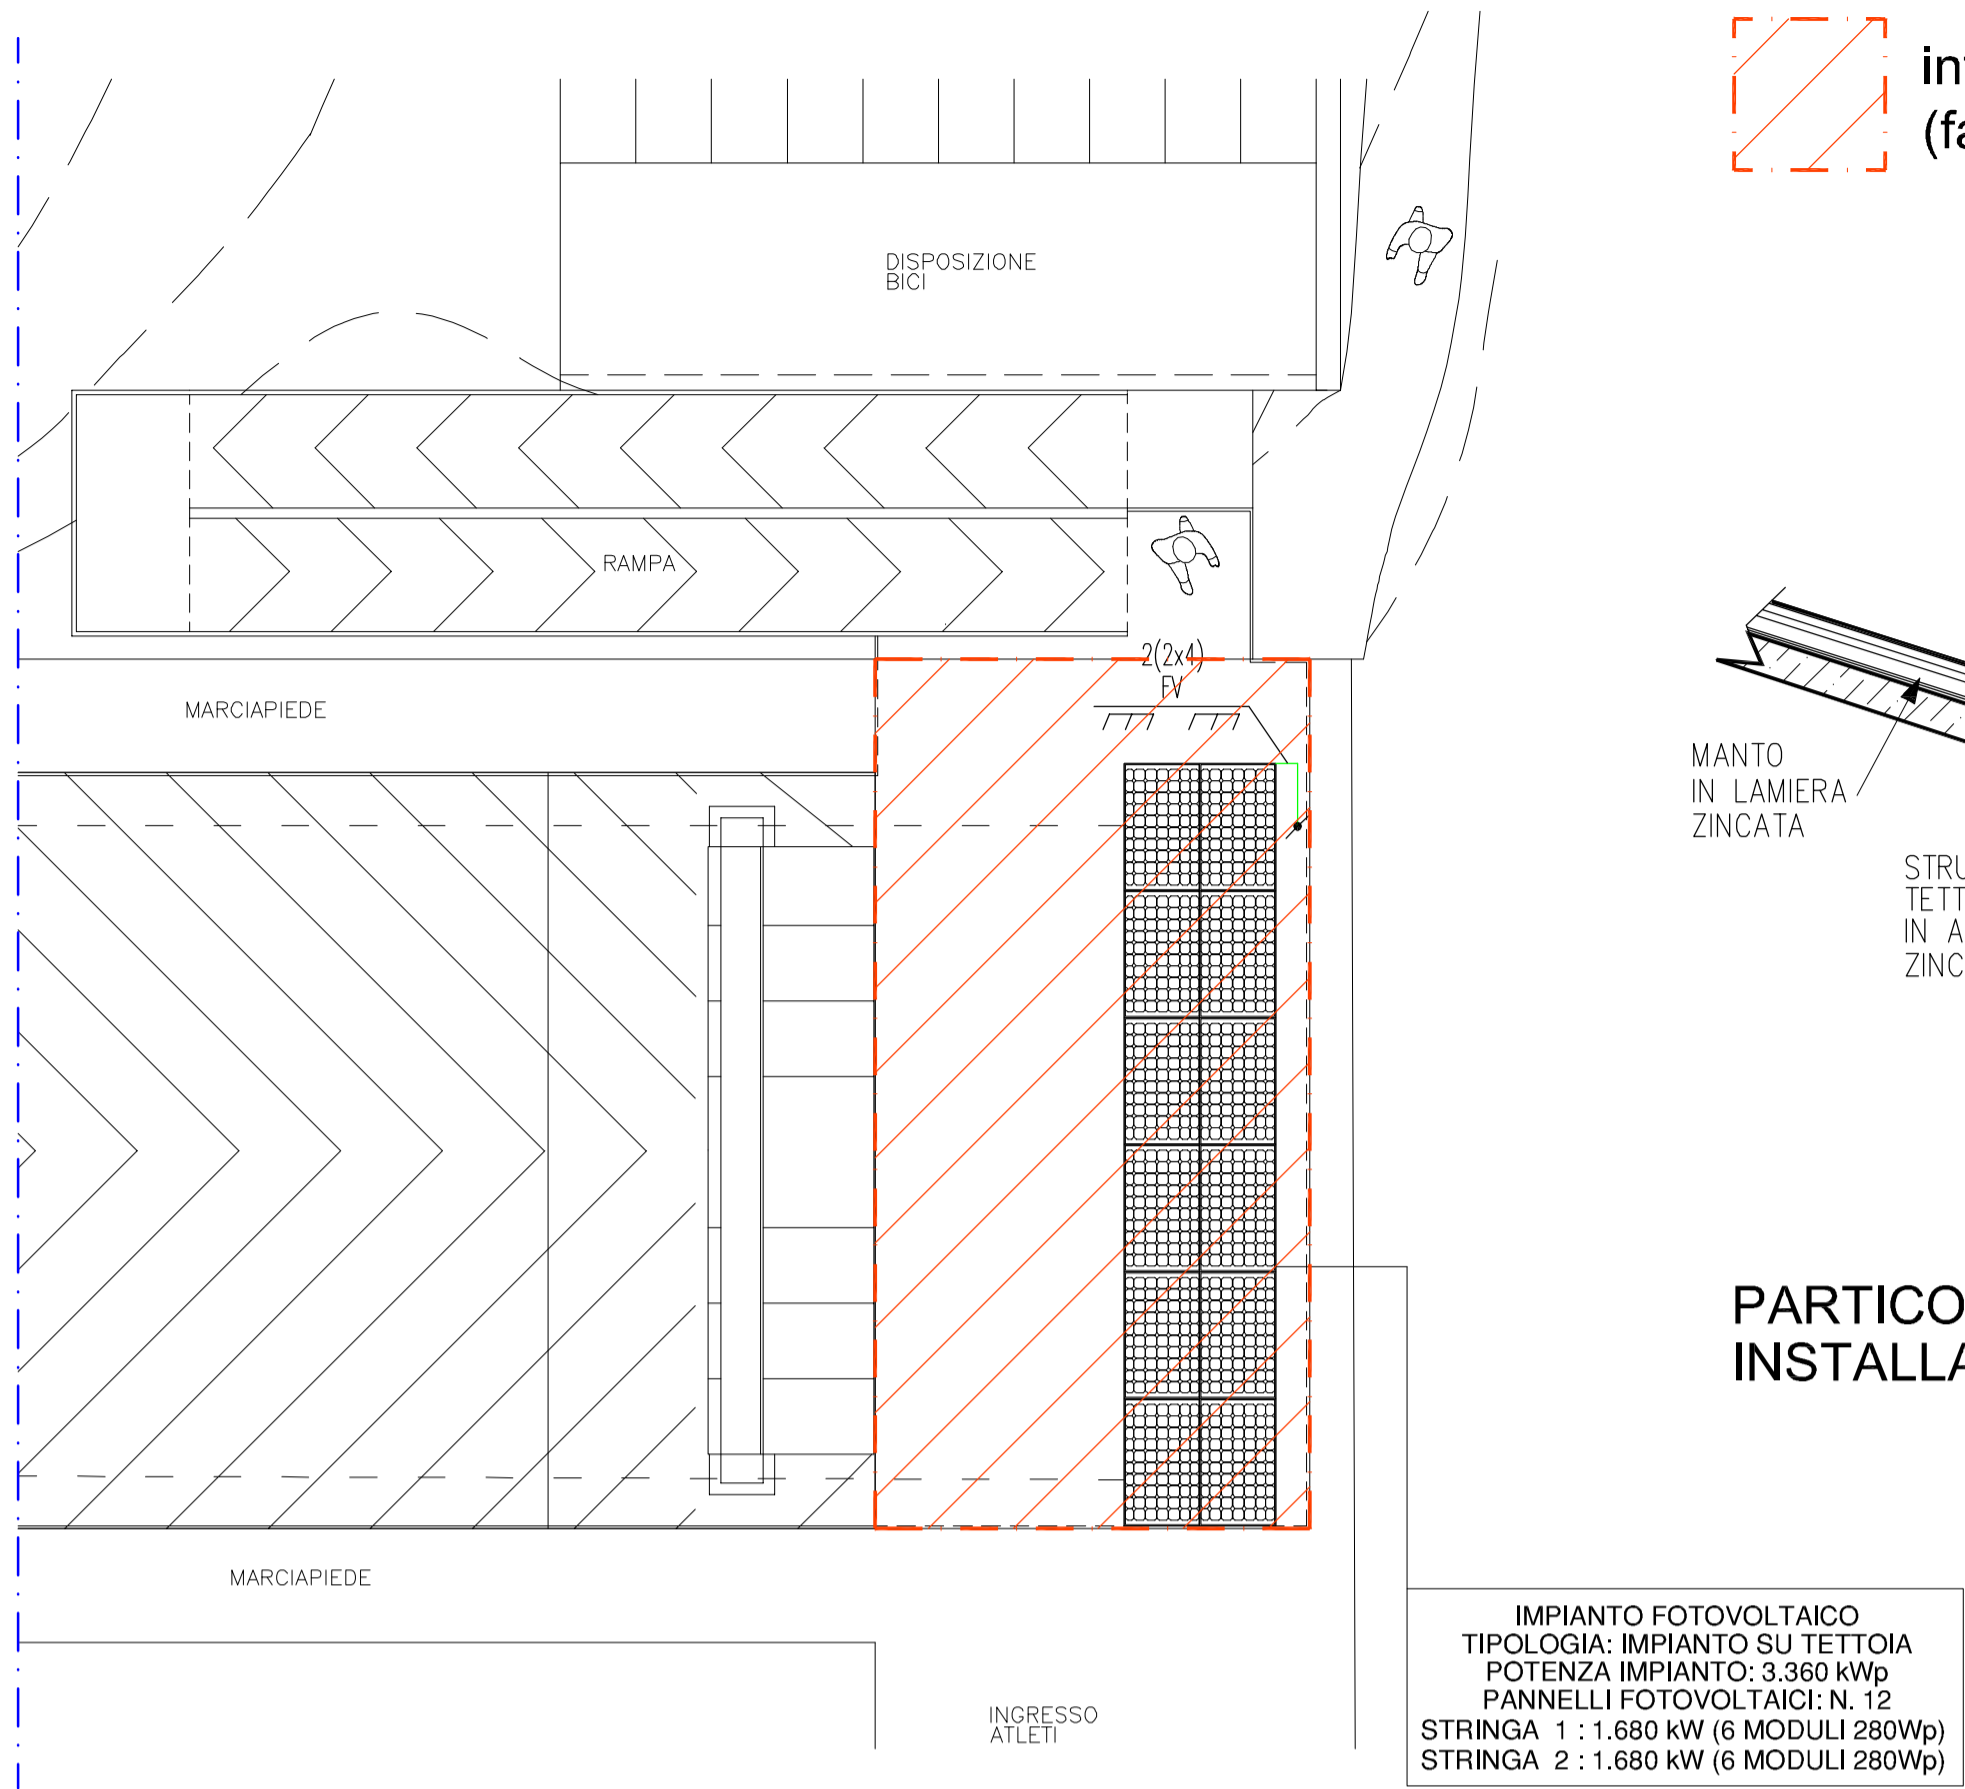 DISPOSIZIONE
BICI
RAMPA
2(2x4)
FV
MARCIAPIEDE
MANTO
IN LAMIERA
ZINCATA
IN
MARCIAPIEDE
INGRESSO
ATLETI
IMPIANTO FOTOVOLTAICO
TIPOLOGIA: IMPIANTO SU TETTOIA
POTENZA IMPIANTO: 3.360 kWp
PANNELLI FOTOVOLTAICI: N. 12
STRINGA 1 : 1.680 kW (6 MODULI 280Wp)
STRINGA 2 : 1.680 kW (6 MODULI 280Wp)